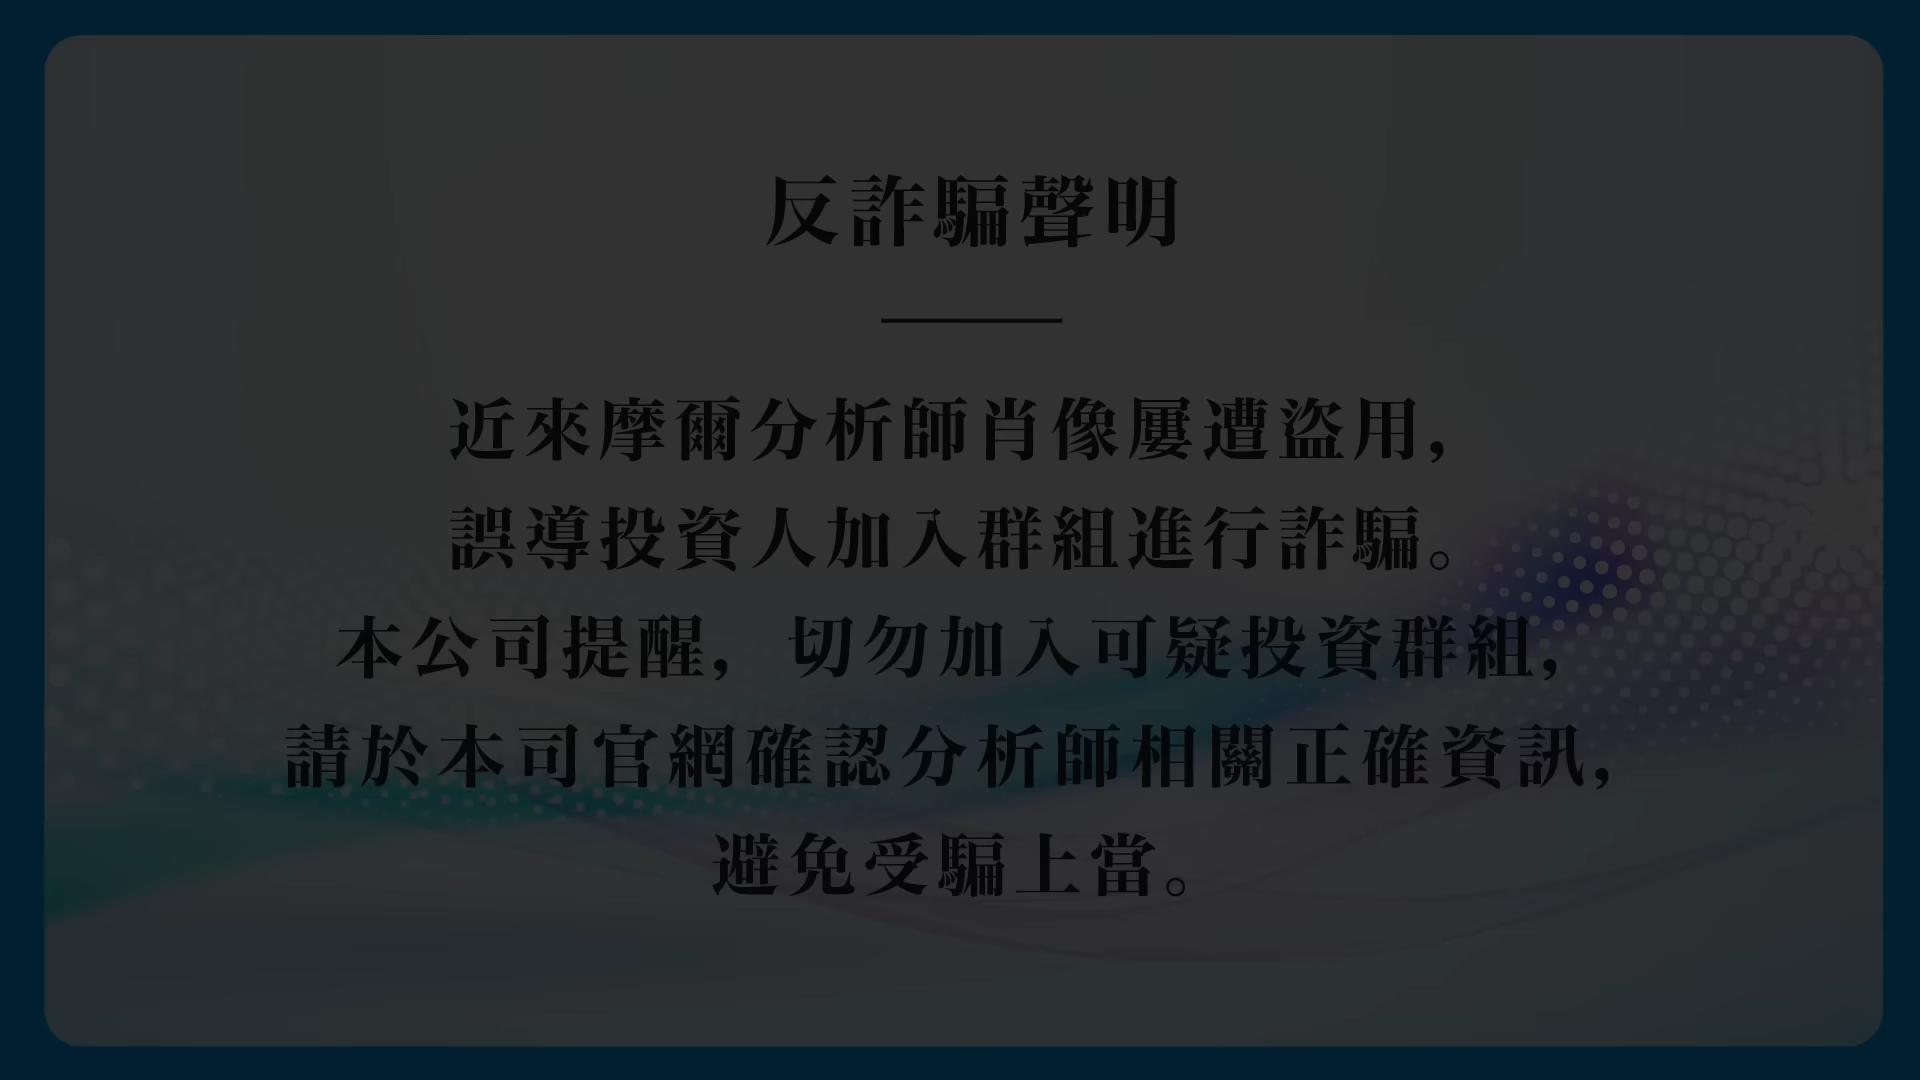 反詐騙聲明
近來摩爾分析師肖像屢遭盜用，
誤導投資人加入群組進行詐騙。
本公司提醒，切勿加入可疑投資群組，
請於本司官網確認分析師相關正確資訊，
避免受騙上當。